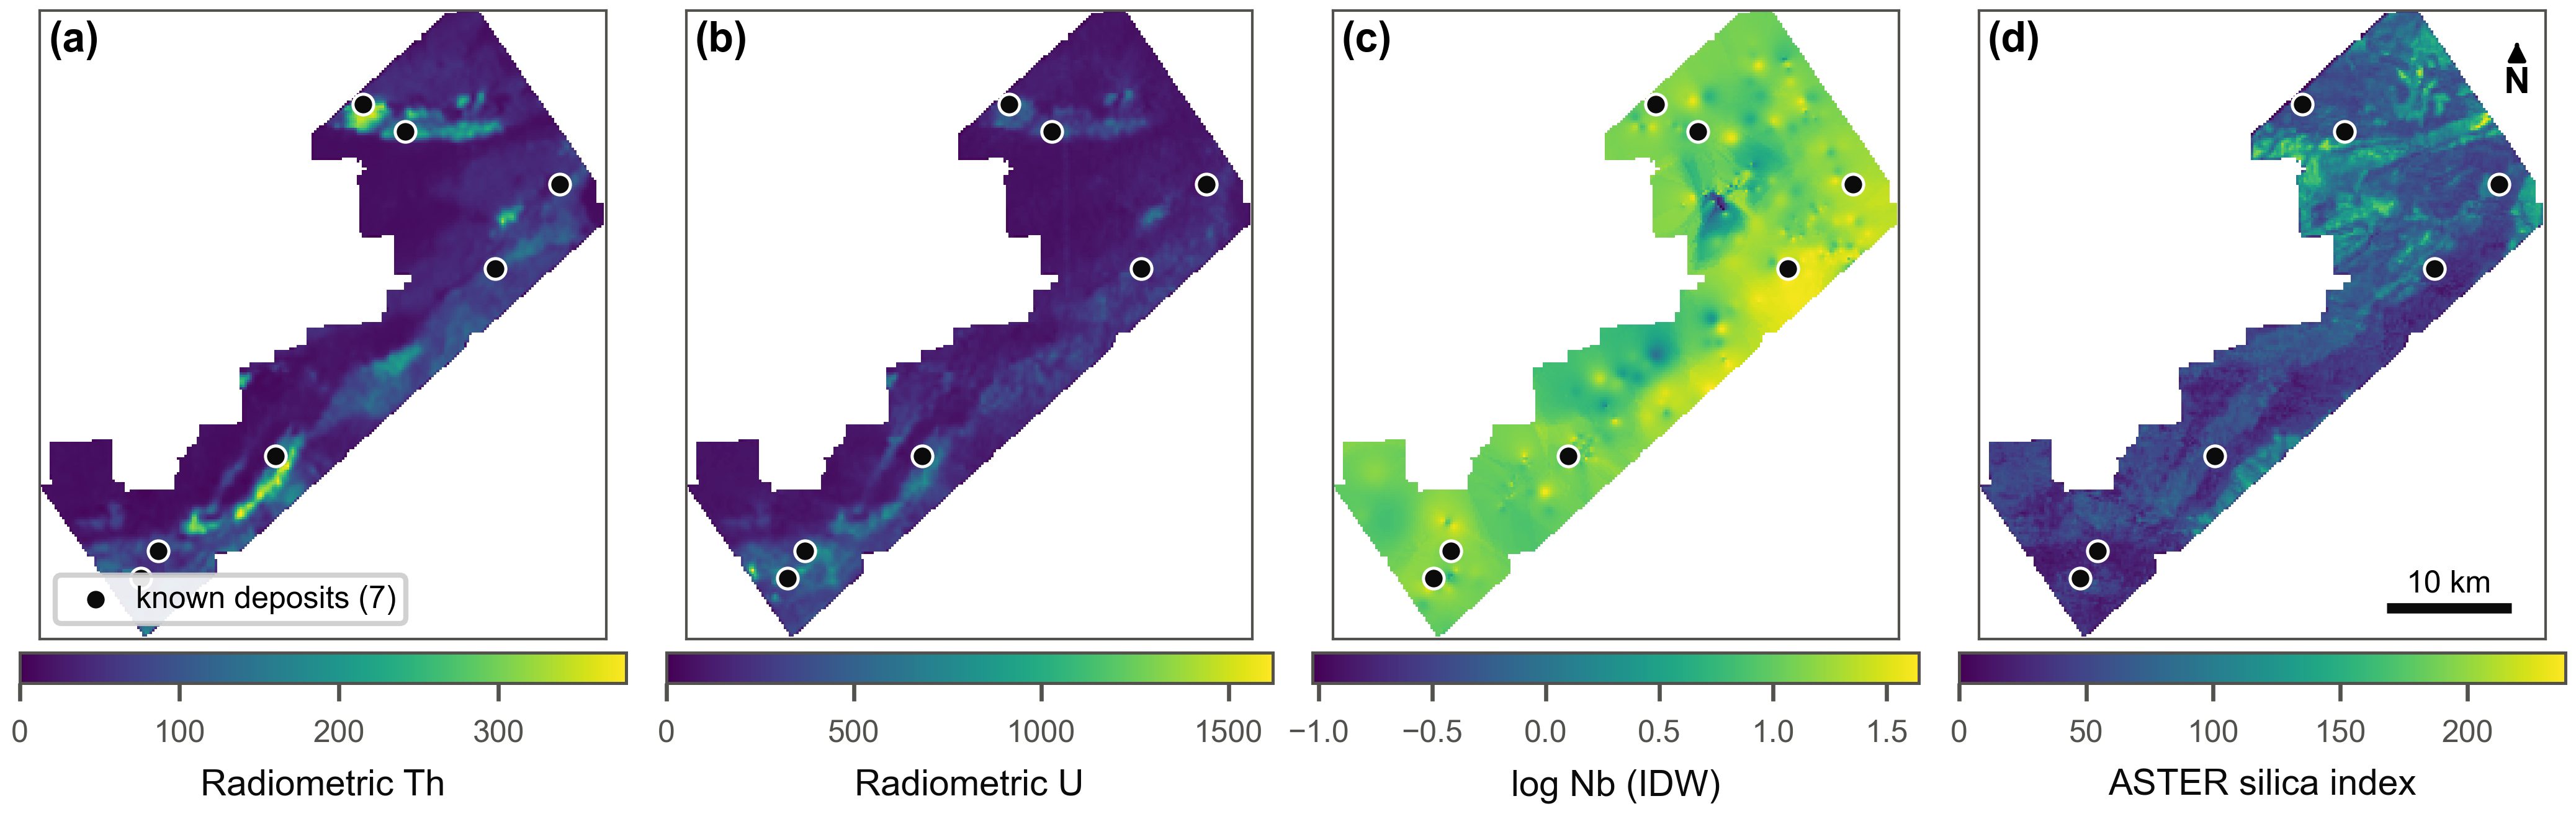 (a)
(b)
(c)
(d)
N
known deposits (7)
10 km
0 100 200 300
0 500 1000 1500
−1.0 −0.5 0.0 0.5 1.0 1.5
0 50 100 150 200
Radiometric Th
Radiometric U
log Nb (IDW)
ASTER silica index